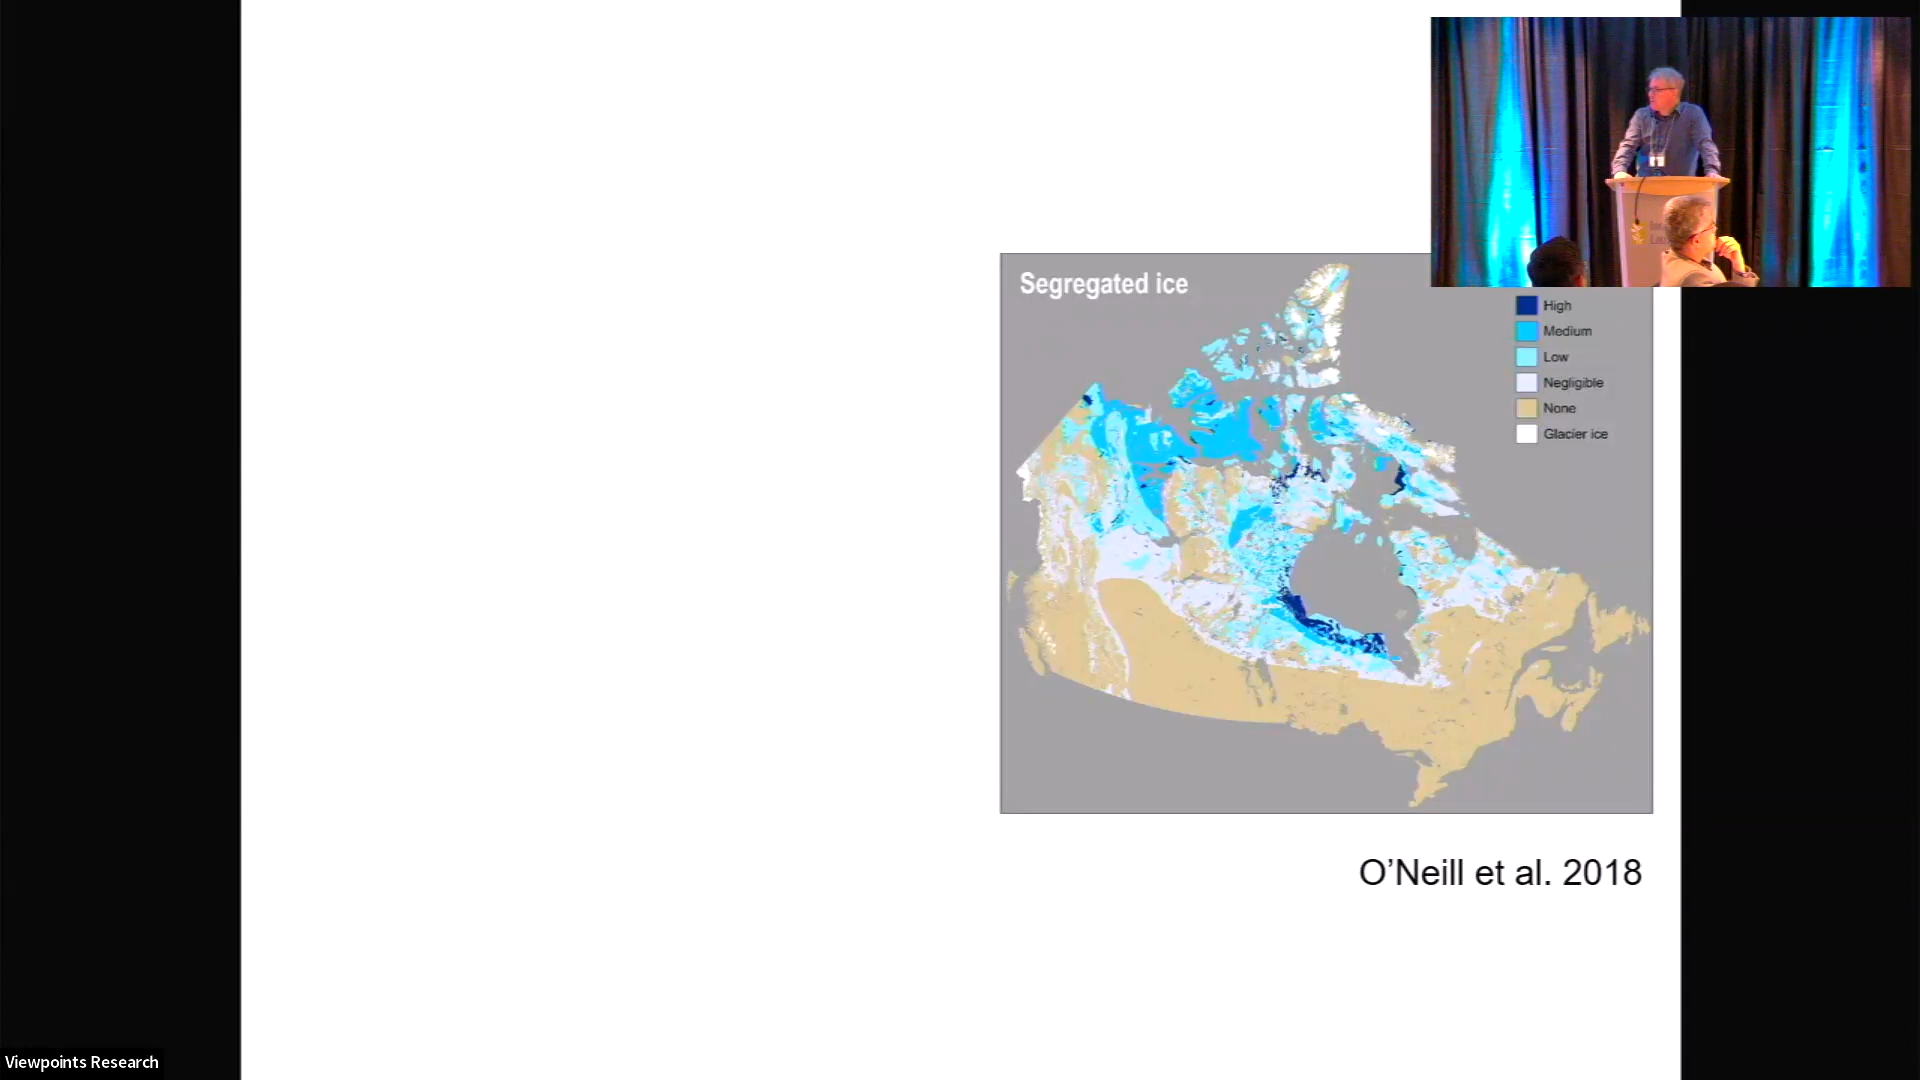 Segregated ice
High
Medium
Low
Negligible
None
Glacier ice
O’Neill et al. 2018
Viewpoints Research